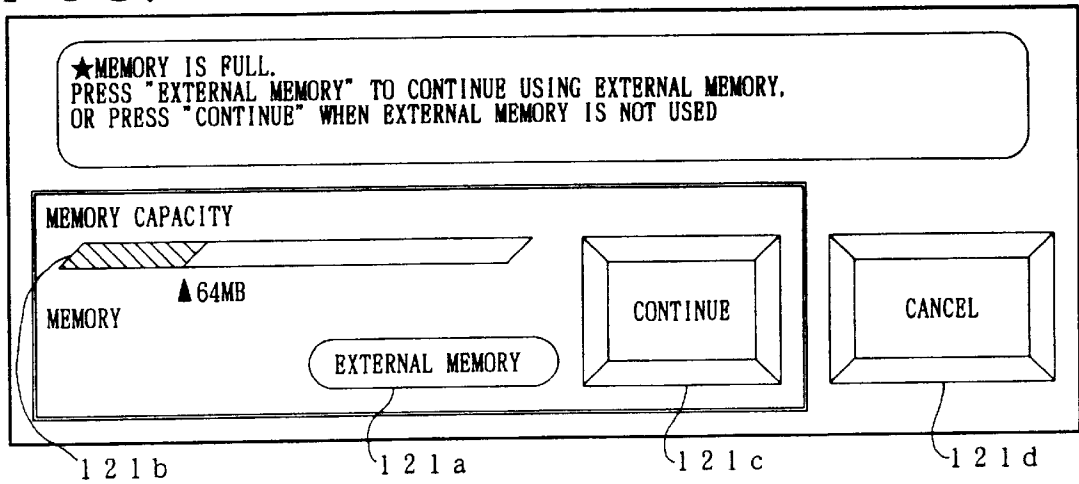 ★MEMORY IS FULL.
PRESS "EXTERNAL MEMORY" TO CONTINUE USING EXTERNAL MEMORY,
OR PRESS "CONTINUE" WHEN EXTERNAL MEMORY IS NOT USED
MEMORY CAPACITY
▲64MB
MEMORY
EXTERNAL MEMORY
CONTINUE
CANCEL
121b
121a
121c
121d